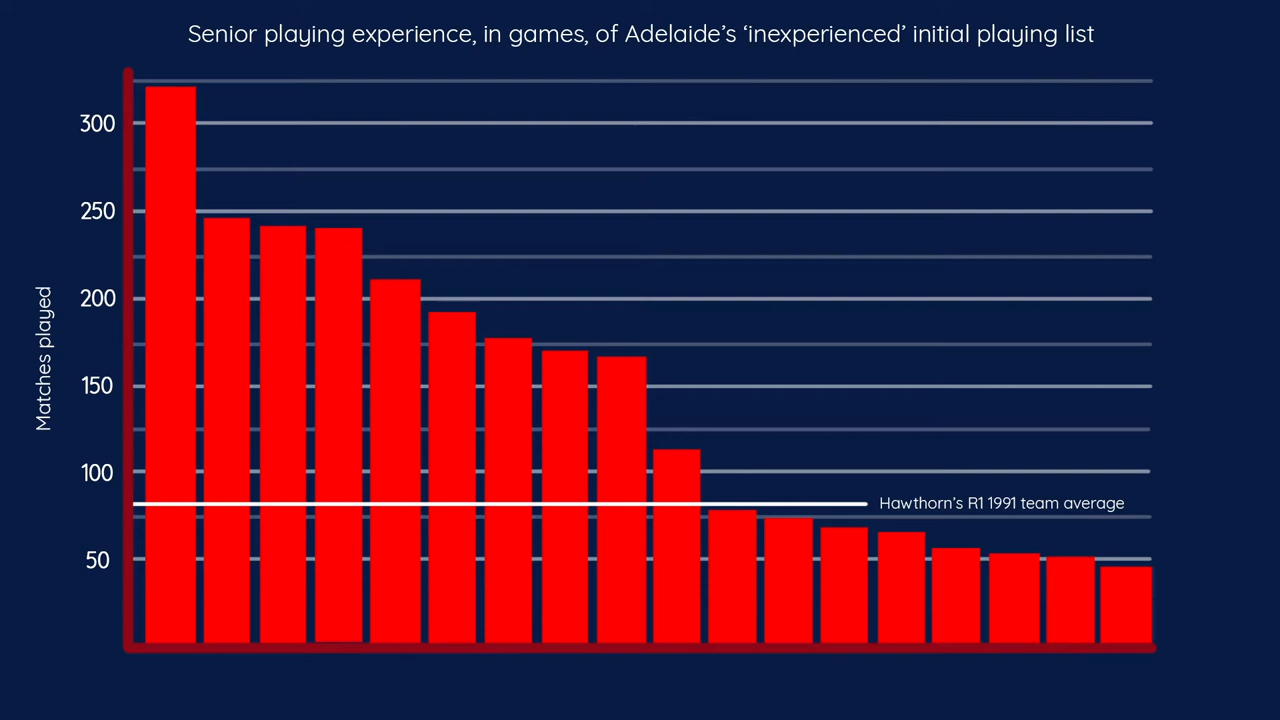 Senior playing experience, in games, of Adelaide’s ‘inexperienced’ initial playing list
Matches played
300
250
200
150
100
50
Hawthorn’s R1 1991 team average